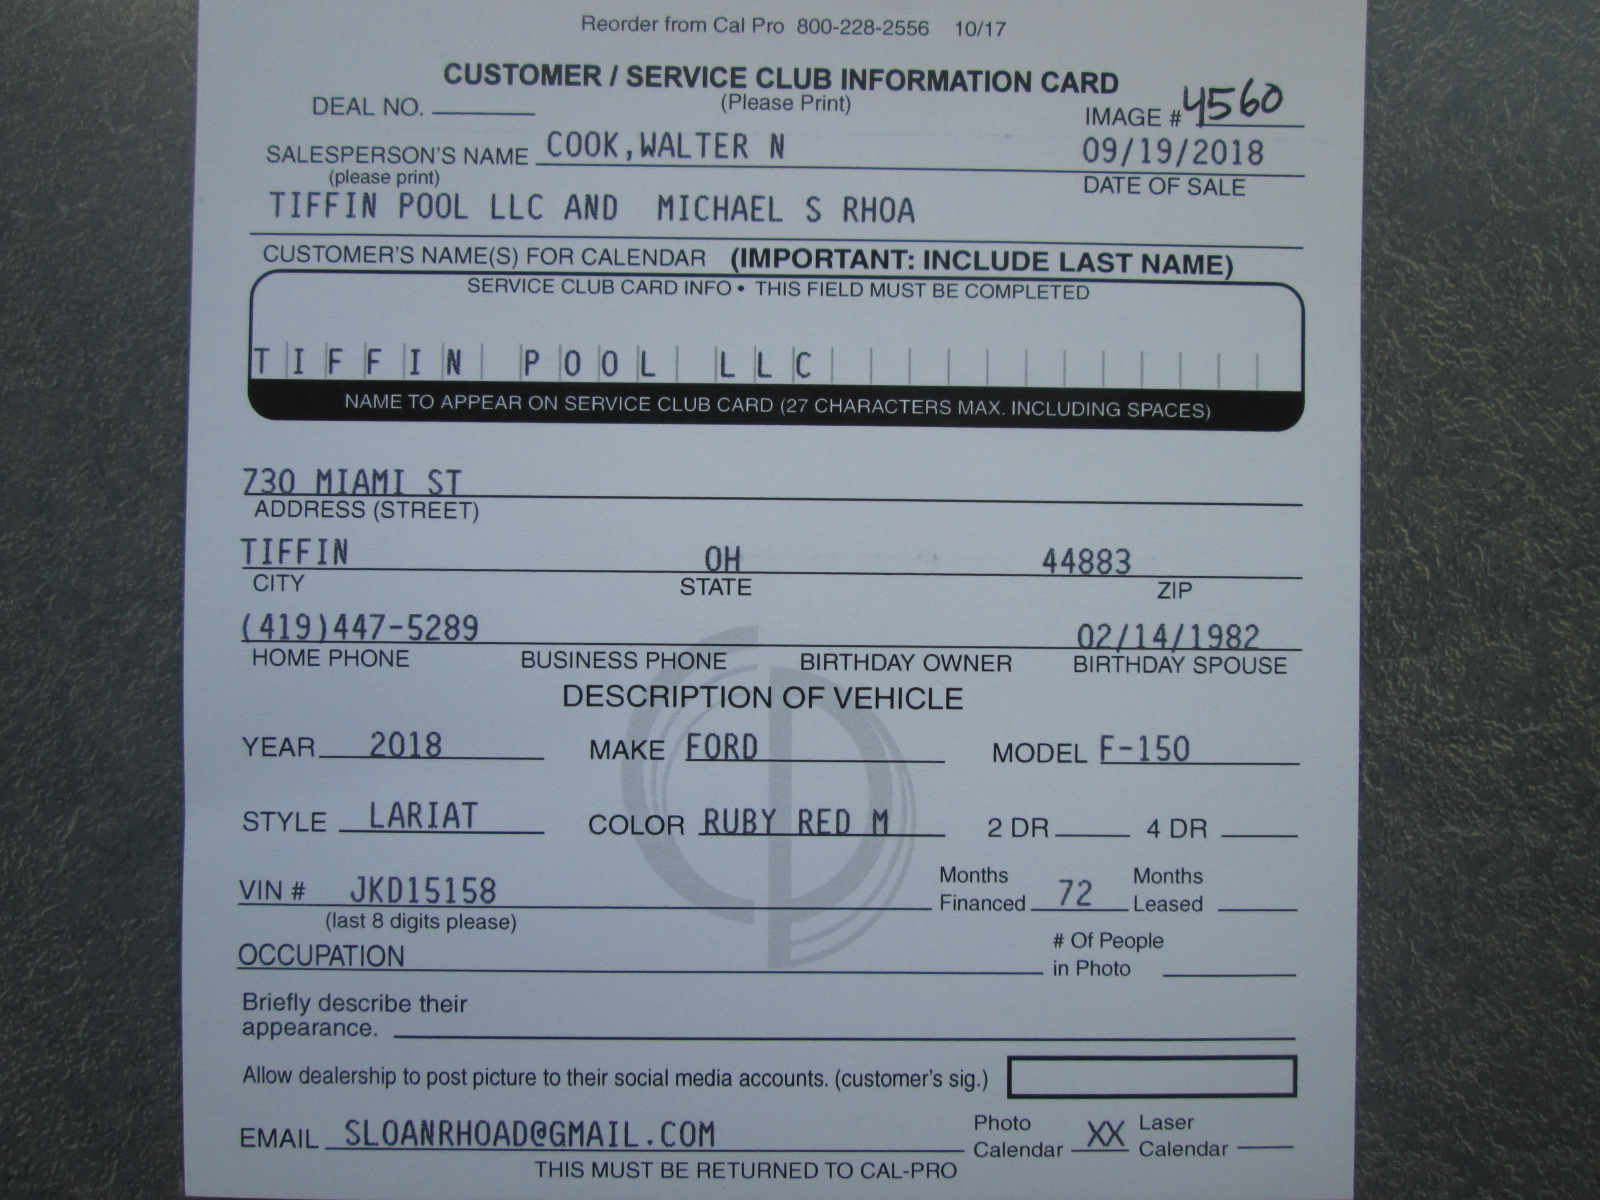 Reorder from Cal Pro 800-228-2556 10/17
CUSTOMER / SERVICE CLUB INFORMATION CARD
(Please Print)
DEAL NO.
IMAGE # 4560
SALESPERSON'S NAME COOK,WALTER N
09/19/2018
(please print)
DATE OF SALE
TIFFIN POOL LLC AND MICHAEL S RHOA
CUSTOMER'S NAME(S) FOR CALENDAR (IMPORTANT: INCLUDE LAST NAME)
SERVICE CLUB CARD INFO • THIS FIELD MUST BE COMPLETED
TIFFIN POOL LLC
NAME TO APPEAR ON SERVICE CLUB CARD (27 CHARACTERS MAX. INCLUDING SPACES)
730 MIAMI ST
ADDRESS (STREET)
TIFFIN OH 44883
CITY STATE ZIP
(419)447-5289 02/14/1982
HOME PHONE BUSINESS PHONE BIRTHDAY OWNER BIRTHDAY SPOUSE
DESCRIPTION OF VEHICLE
YEAR 2018 MAKE FORD MODEL F-150
STYLE LARIAT COLOR RUBY RED M 2 DR 4 DR
VIN # JKD15158 Months Financed 72 Months Leased
(last 8 digits please)
OCCUPATION # Of People in Photo
Briefly describe their
appearance.
Allow dealership to post picture to their social media accounts. (customer's sig.)
EMAIL SLOANRHOAD@GMAIL.COM Photo Calendar XX Laser Calendar
THIS MUST BE RETURNED TO CAL-PRO